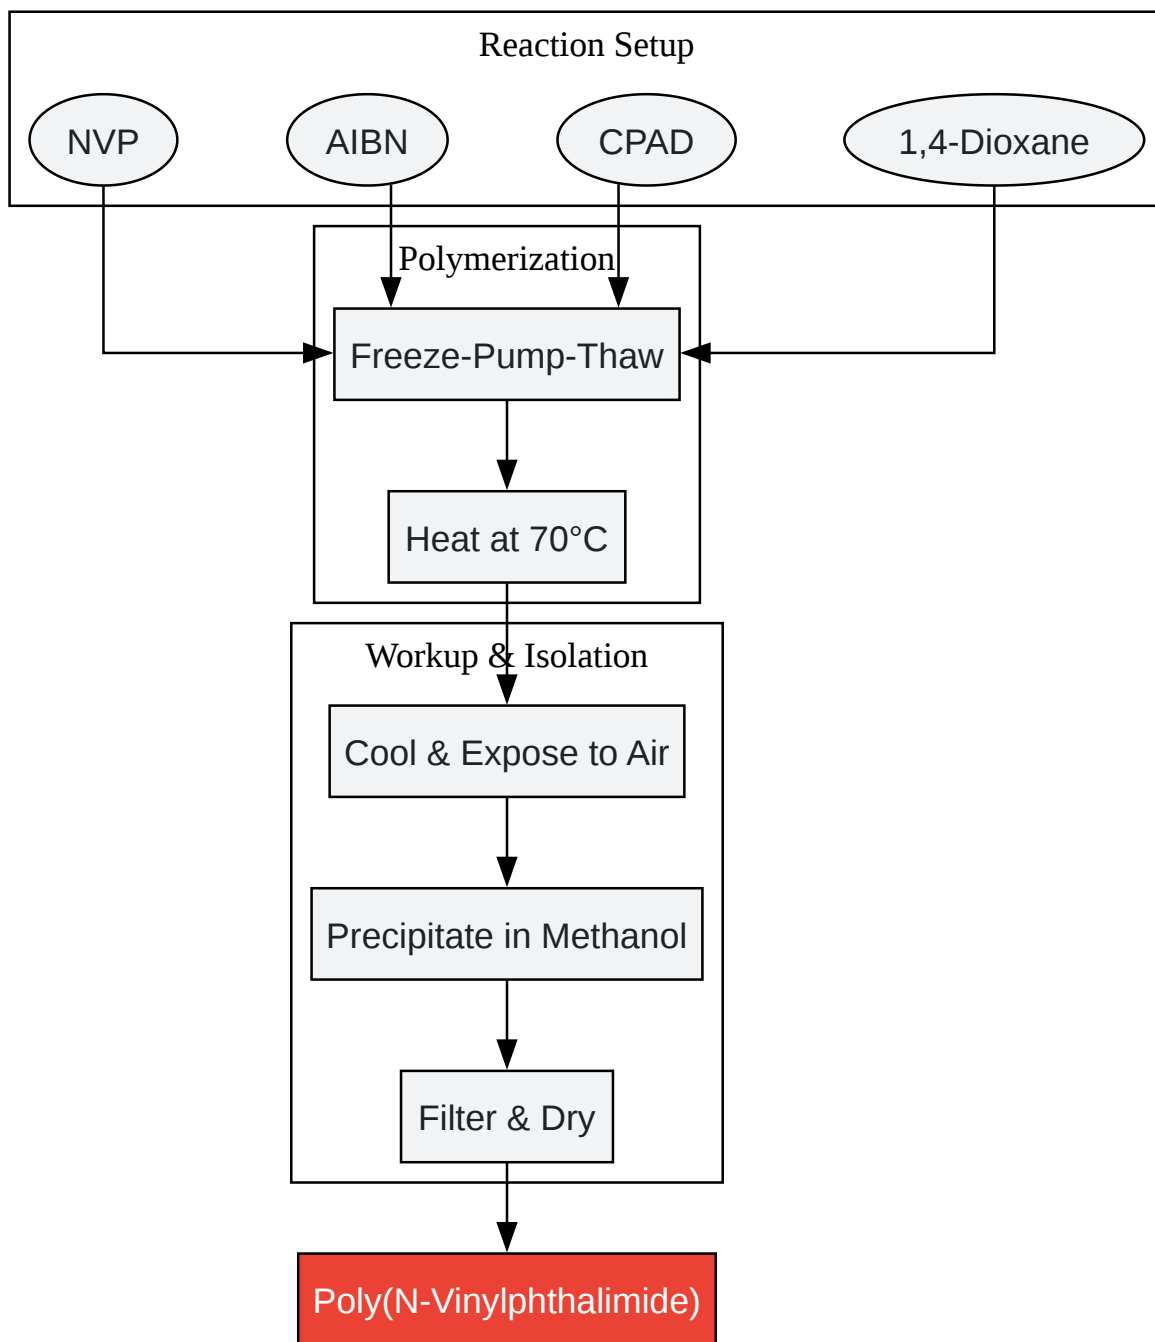 Reaction Setup
NVP
AIBN
CPAD
1,4-Dioxane
Polymerization
Freeze-Pump-Thaw
Heat at 70°C
Workup & Isolation
Cool & Expose to Air
Precipitate in Methanol
Filter & Dry
Poly(N-Vinylphthalimide)